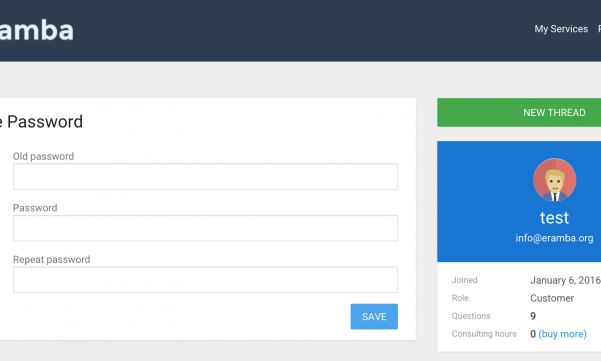 amba
My Services
Password
NEW THREAD
Old password
Password
Repeat password
SAVE
test
info@eramba.org
Joined January 6, 2016
Role Customer
Questions 9
Consulting hours 0 (buy more)